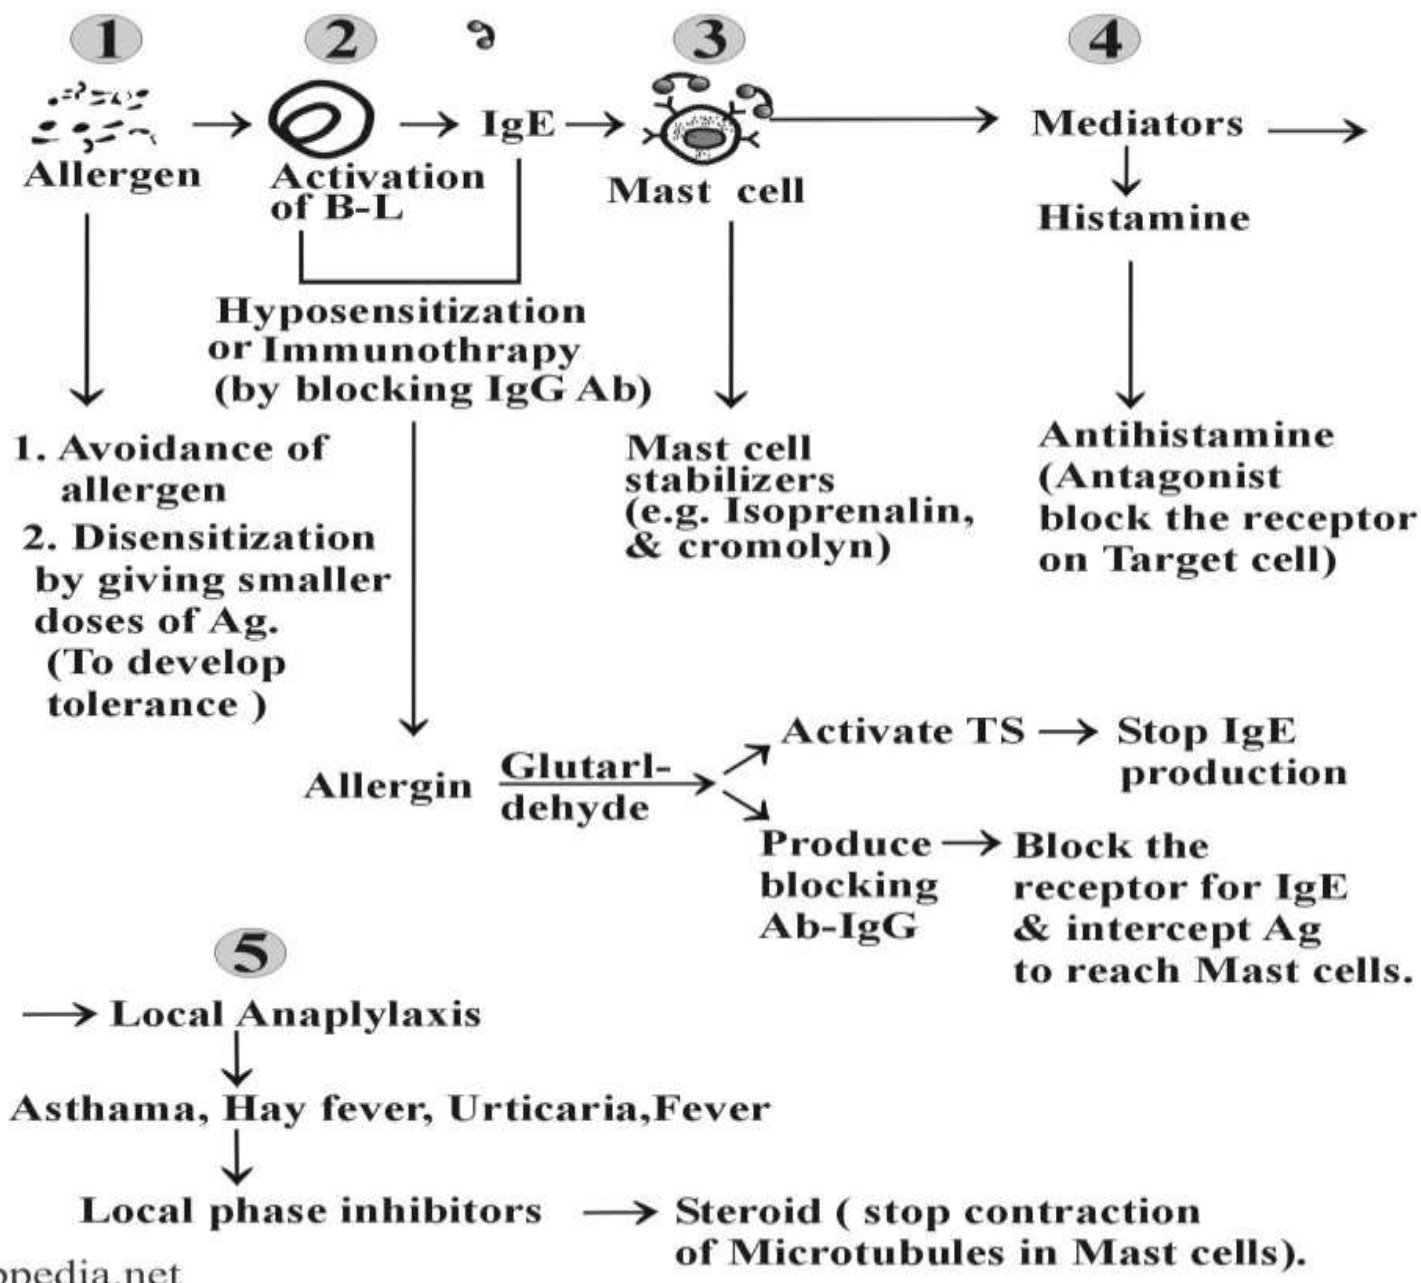 1
2
3
4
Allergen
Activation
of B-L
IgE
Mast cell
Mediators
Histamine
Hyposensitization
or Immunothrapy
(by blocking IgG Ab)
1. Avoidance of
allergen
2. Disensitization
by giving smaller
doses of Ag.
(To develop
tolerance )
Mast cell
stabilizers
(e.g. Isoprenalin,
& cromolyn)
Antihistamine
(Antagonist
block the receptor
on Target cell)
Allergin
Glutarl-
dehyde
Activate TS
Stop IgE
production
Produce
blocking
Ab-IgG
Block the
receptor for IgE
& intercept Ag
to reach Mast cells.
5
Local Anaplylaxis
Asthama, Hay fever, Urticaria,Fever
Local phase inhibitors
Steroid ( stop contraction
of Microtubules in Mast cells).
opedia.net